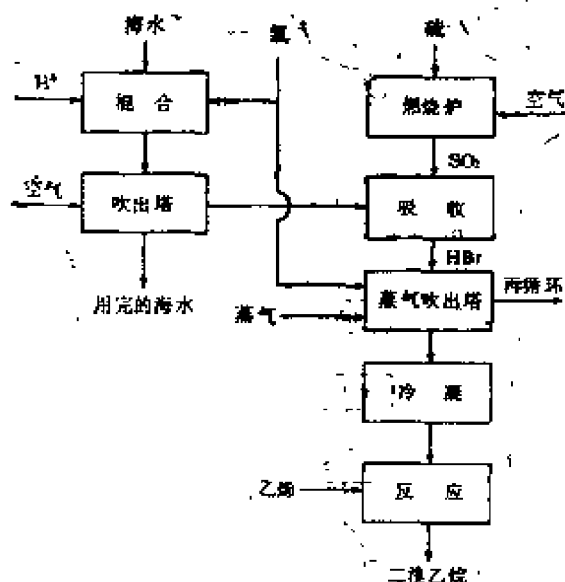 海水
氯
硫
H⁺
混合
燃烧炉
空气
SO₂
空气
吹出塔
吸收
HBr
用完的海水
蒸气
蒸气吹出塔
再循环
冷凝
乙烯
反应
二溴乙烷